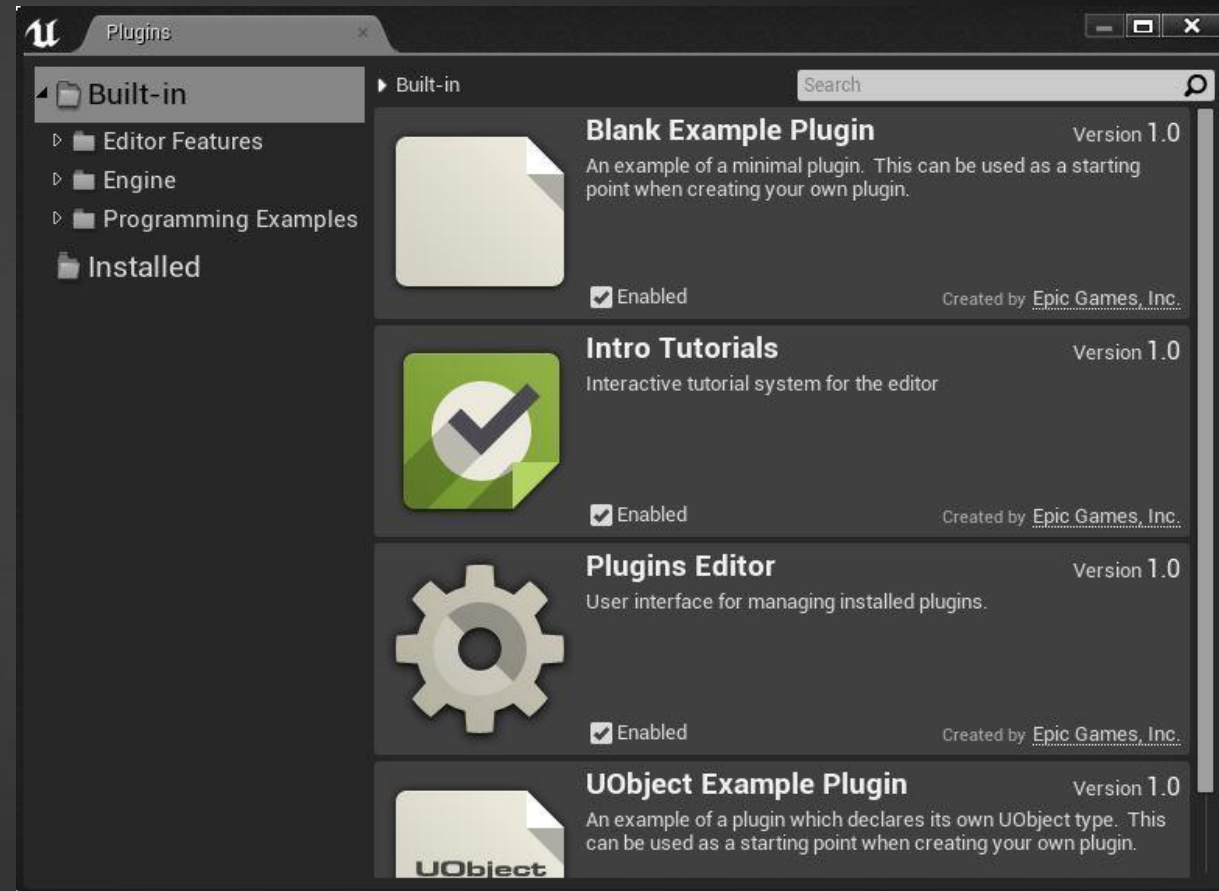 Plugins
Built-in
Editor Features
Engine
Programming Examples
Installed
Built-in
Search
Blank Example Plugin
Version 1.0
An example of a minimal plugin. This can be used as a starting
point when creating your own plugin.
Enabled
Created by Epic Games, Inc.
Intro Tutorials
Version 1.0
Interactive tutorial system for the editor
Enabled
Created by Epic Games, Inc.
Plugins Editor
Version 1.0
User interface for managing installed plugins.
Enabled
Created by Epic Games, Inc.
UObject Example Plugin
Version 1.0
An example of a plugin which declares its own UObject type. This
can be used as a starting point when creating your own plugin.
UObject